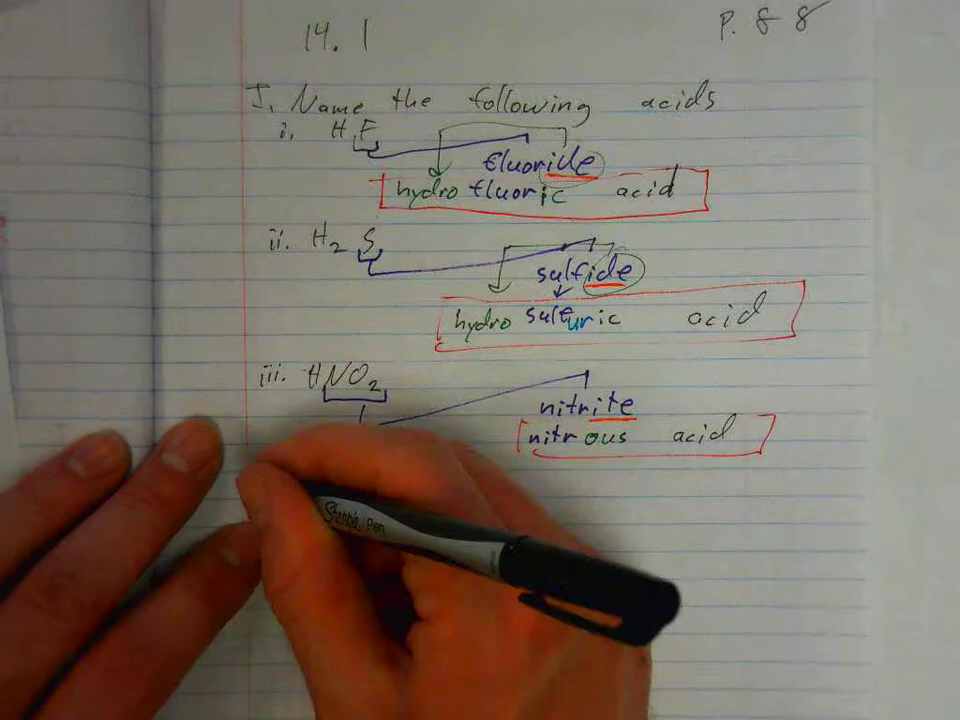 14.1
P. 88
I. Name the following acids
i. HF
fluoride
hydro fluoric acid
ii. H₂S
sulfide
hydro sulfuric acid
iii. HNO₂
nitrite
nitrous acid
Sharpie Pen